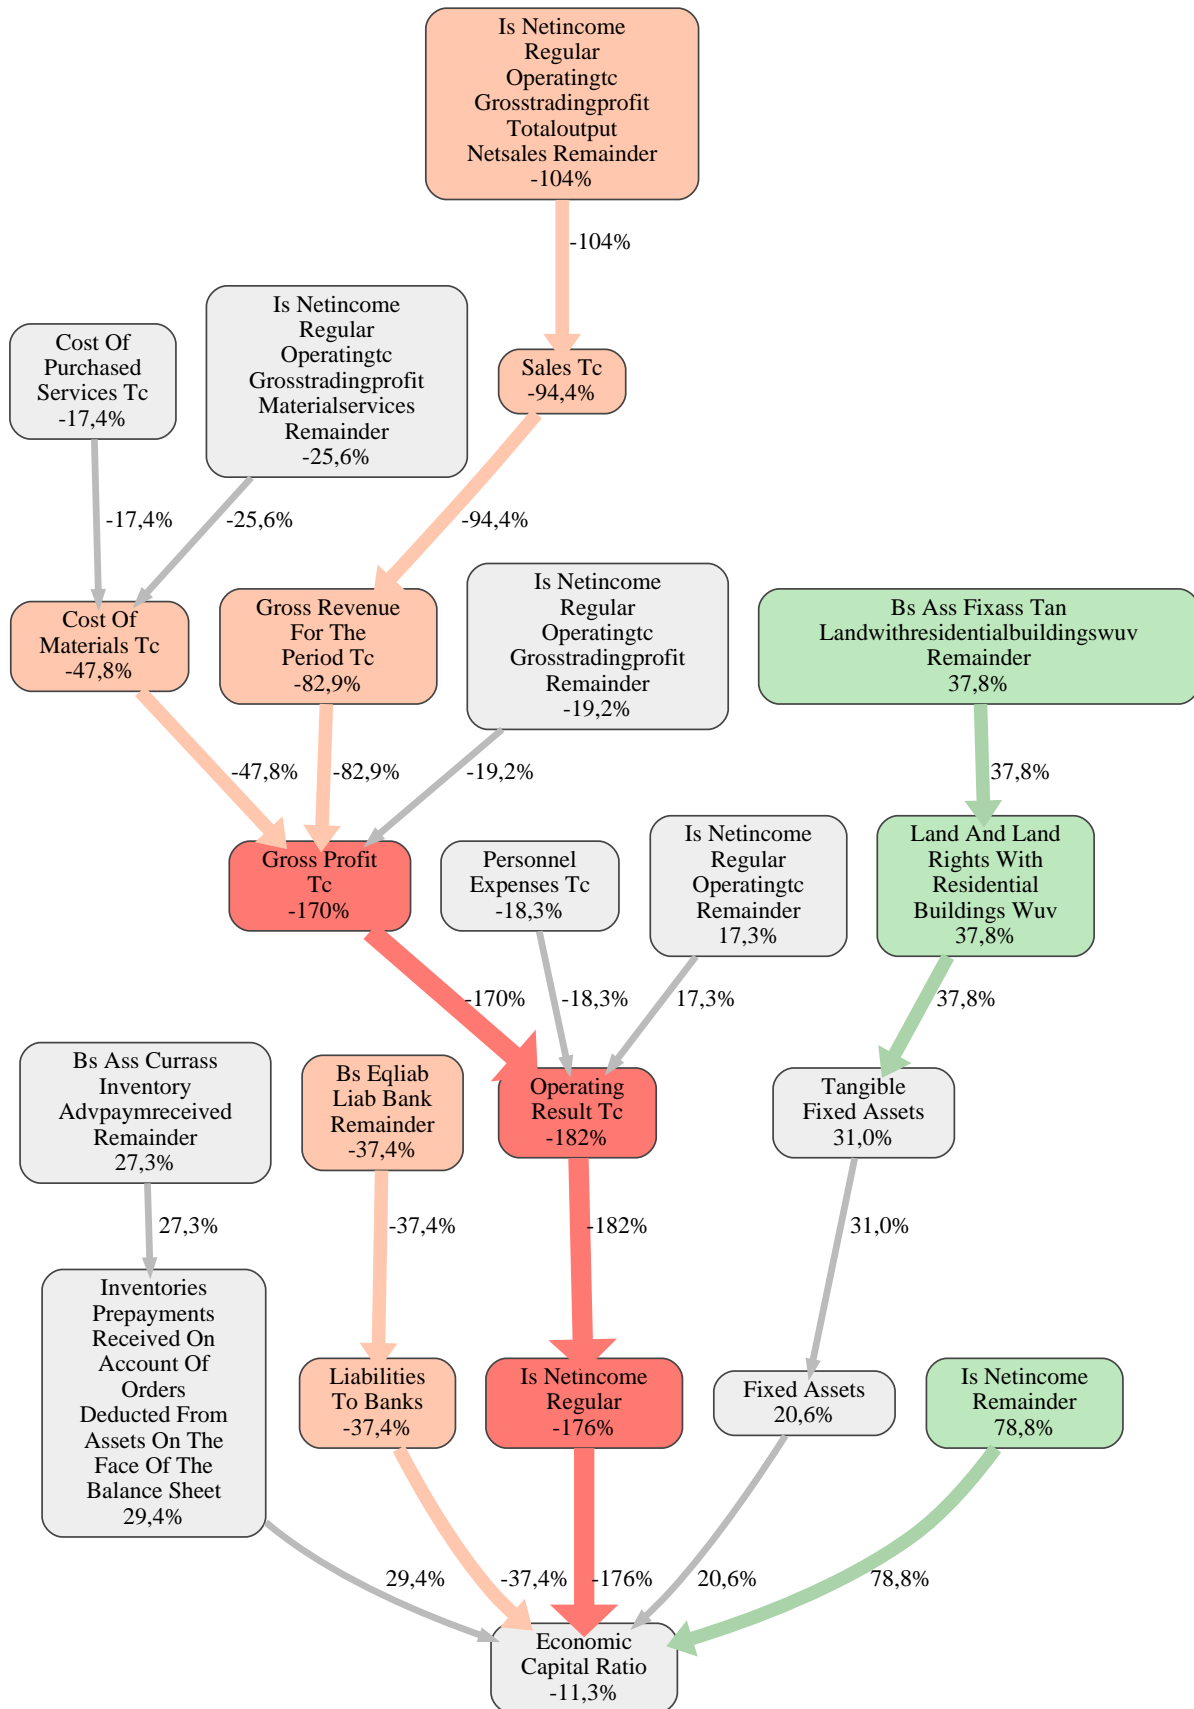 Is Netincome
Regular
Operatingtc
Grosstradingprofit
Totaloutput
Netsales Remainder
-104%
-104%
Is Netincome
Regular
Operatingtc
Grosstradingprofit
Materialservices
Remainder
-25,6%
Cost Of
Purchased
Services Tc
-17,4%
Sales Tc
-94,4%
-17,4%
-25,6%
-94,4%
Cost Of
Materials Tc
-47,8%
Gross Revenue
For The
Period Tc
-82,9%
Is Netincome
Regular
Operatingtc
Grosstradingprofit
Remainder
-19,2%
Bs Ass Fixass Tan
Landwithresidentialbuildingswuv
Remainder
37,8%
-47,8%
-82,9%
-19,2%
37,8%
Gross Profit
Tc
-170%
Personnel
Expenses Tc
-18,3%
Is Netincome
Regular
Operatingtc
Remainder
17,3%
Land And Land
Rights With
Residential
Buildings Wuv
37,8%
-170%
-18,3%
17,3%
37,8%
Bs Ass Currass
Inventory
Advpaymreceived
Remainder
27,3%
Bs Eqliab
Liab Bank
Remainder
-37,4%
Operating
Result Tc
-182%
Tangible
Fixed Assets
31,0%
27,3%
-37,4%
-182%
31,0%
Inventories
Prepayments
Received On
Account Of
Orders
Deducted From
Assets On The
Face Of The
Balance Sheet
29,4%
Liabilities
To Banks
-37,4%
Is Netincome
Regular
-176%
Fixed Assets
20,6%
Is Netincome
Remainder
78,8%
29,4%
-37,4%
-176%
20,6%
78,8%
Economic
Capital Ratio
-11,3%